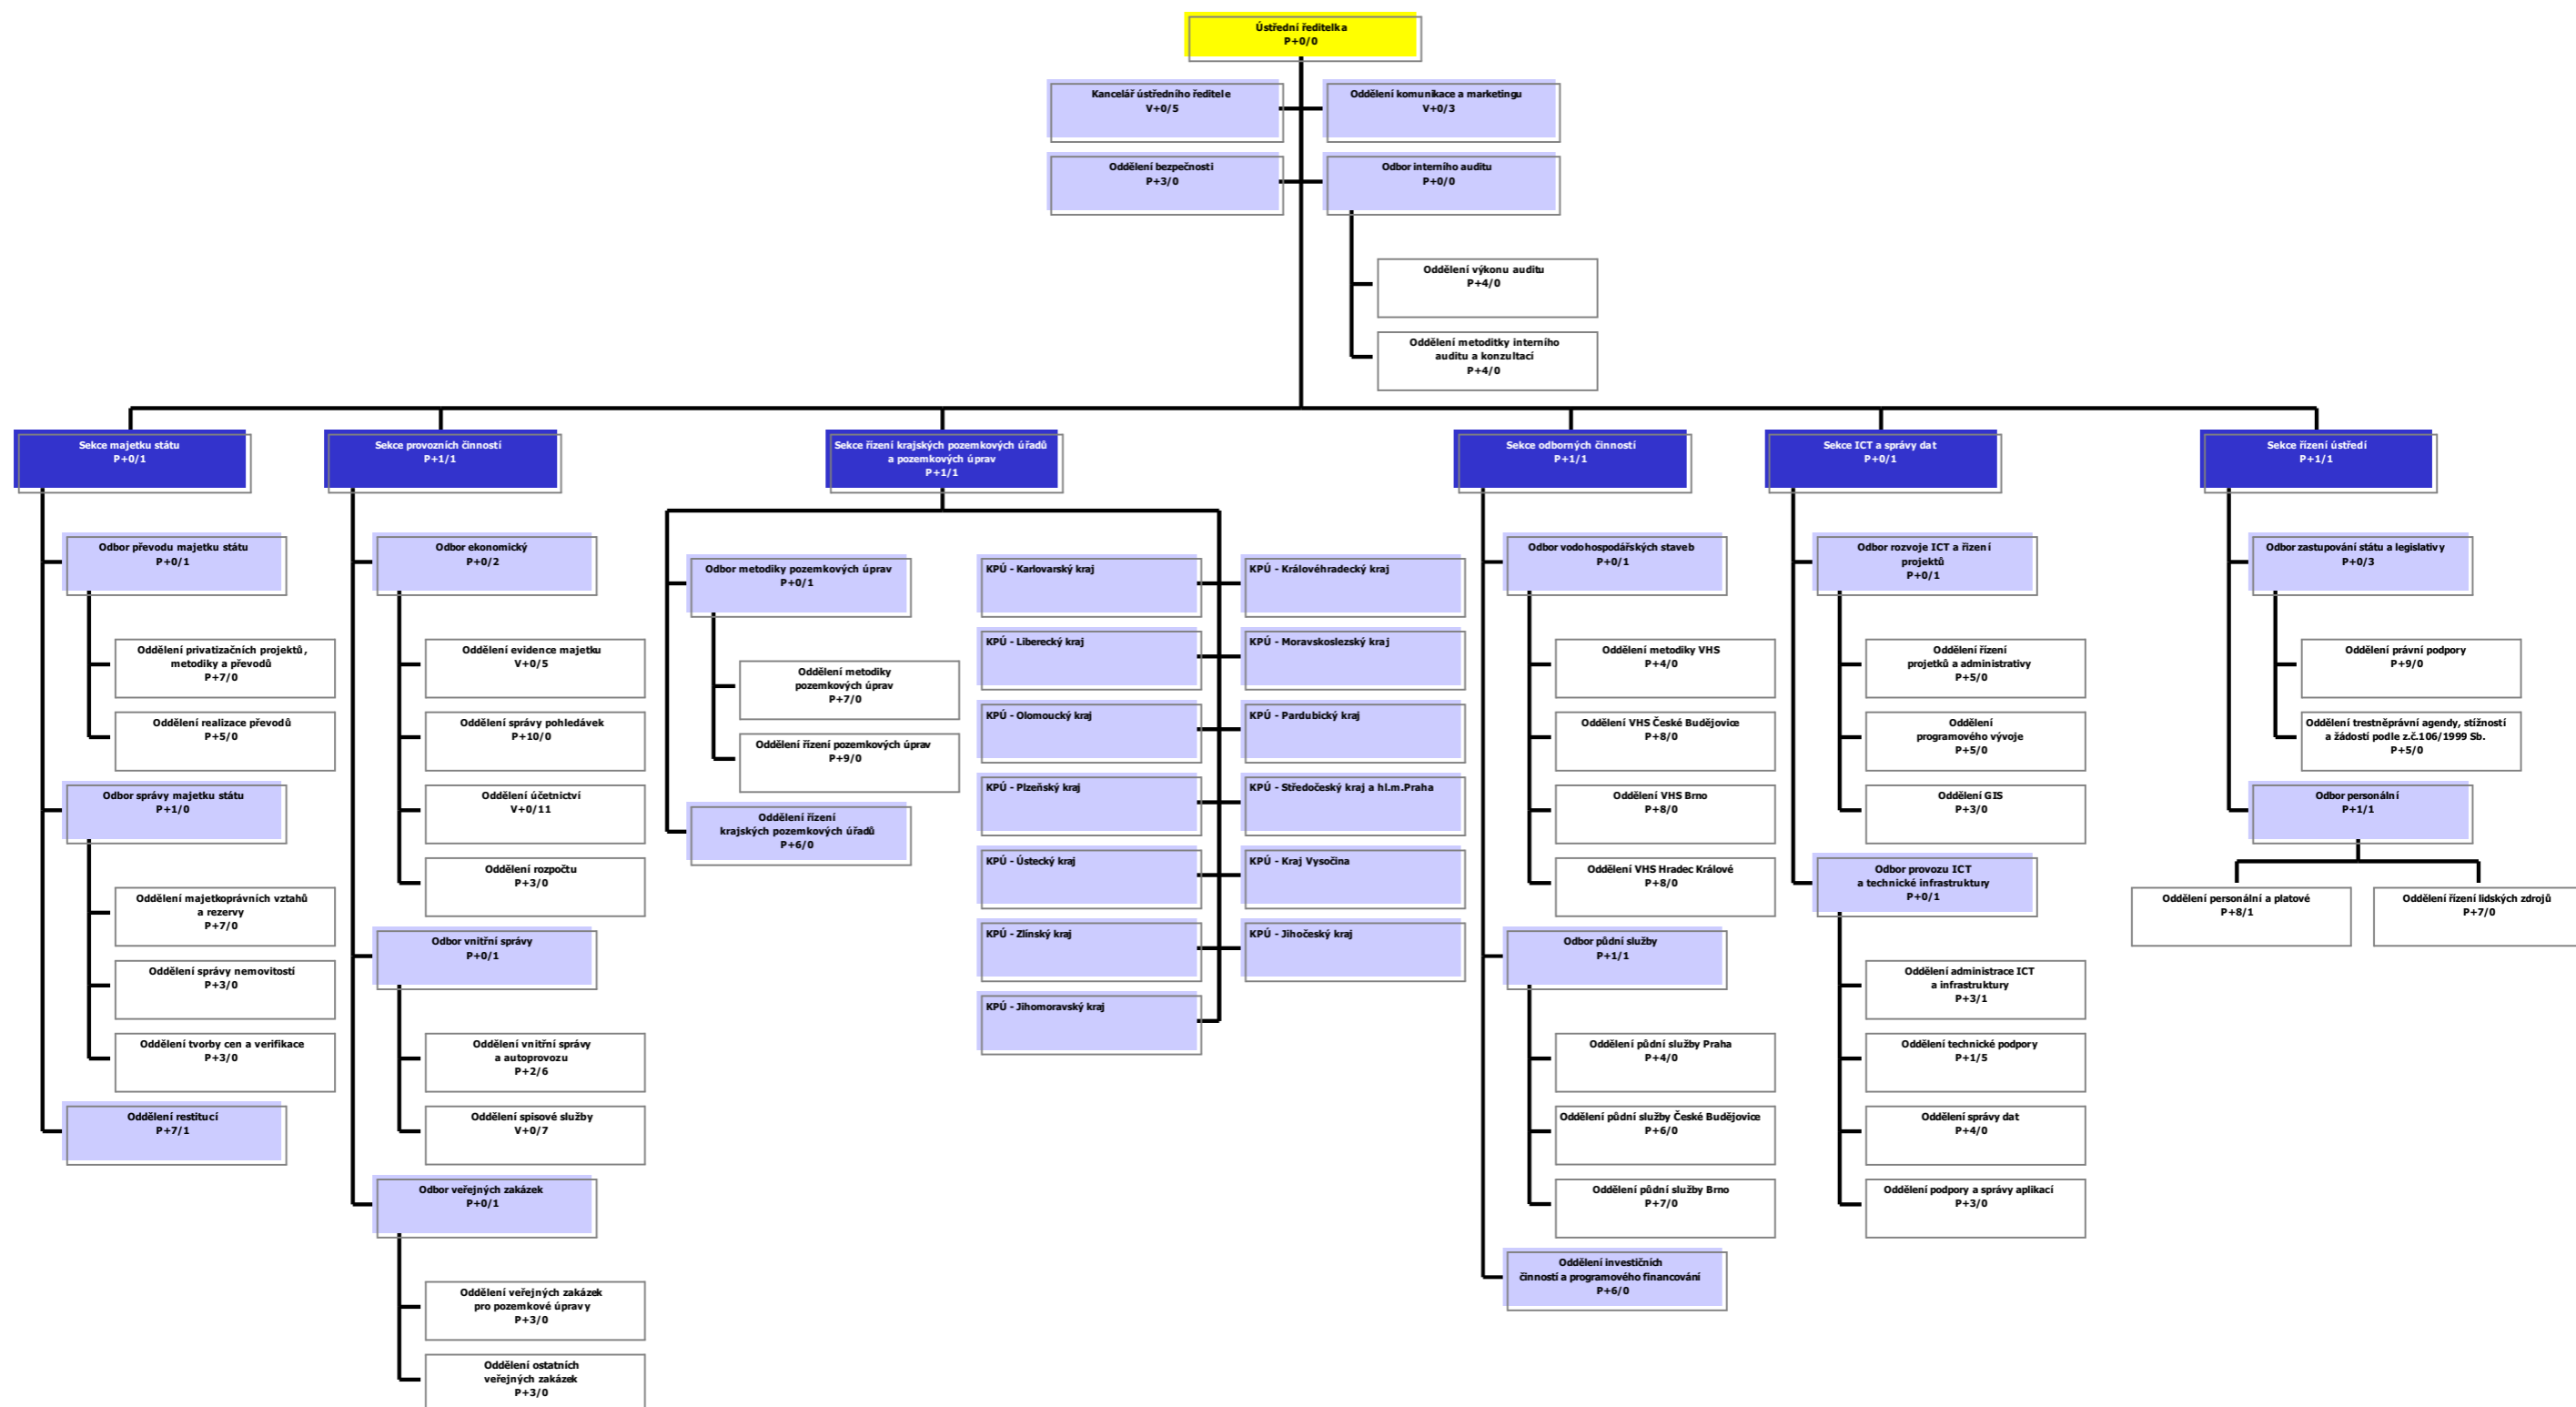 Ústřední ředitelka
P+0/0
Kancelář ústředního ředitele
V+0/5
Oddělení komunikace a marketingu
V+0/3
Oddělení bezpečnosti
P+3/0
Odbor interního auditu
P+0/0
Oddělení výkonu auditu
P+4/0
Oddělení metoditky interního
auditu a konzultací
P+4/0
Sekce majetku státu
P+0/1
Odbor převodu majetku státu
P+0/1
Oddělení privatizačních projektů,
metodiky a převodů
P+7/0
Oddělení realizace převodů
P+5/0
Odbor správy majetku státu
P+1/0
Oddělení majetkoprávních vztahů
a rezervy
P+7/0
Oddělení správy nemovitostí
P+3/0
Oddělení tvorby cen a verifikace
P+3/0
Oddělení restitucí
P+7/1
Sekce provozních činností
P+1/1
Odbor ekonomický
P+0/2
Oddělení evidence majetku
V+0/5
Oddělení správy pohledávek
P+10/0
Oddělení účetnictví
V+0/11
Oddělení rozpočtu
P+3/0
Odbor vnitřní správy
P+0/1
Oddělení vnitřní správy
a autoprovozu
P+2/6
Oddělení spisové služby
V+0/7
Odbor veřejných zakázek
P+0/1
Oddělení veřejných zakázek
pro pozemkové úpravy
P+3/0
Oddělení ostatních
veřejných zakázek
P+3/0
Sekce řízení krajských pozemkových úřadů
a pozemkových úprav
P+1/1
Odbor metodiky pozemkových úprav
P+0/1
Oddělení metodiky
pozemkových úprav
P+7/0
Oddělení řízení pozemkových úprav
P+9/0
Oddělení řízení
krajských pozemkových úřadů
P+6/0
KPÚ - Karlovarský kraj
KPÚ - Královéhradecký kraj
KPÚ - Liberecký kraj
KPÚ - Moravskoslezský kraj
KPÚ - Olomoucký kraj
KPÚ - Pardubický kraj
KPÚ - Plzeňský kraj
KPÚ - Středočeský kraj a hl.m.Praha
KPÚ - Ústecký kraj
KPÚ - Kraj Vysočina
KPÚ - Zlínský kraj
KPÚ - Jihočeský kraj
KPÚ - Jihomoravský kraj
Sekce odborných činností
P+1/1
Odbor vodohospodářských staveb
P+0/1
Oddělení metodiky VHS
P+4/0
Oddělení VHS České Budějovice
P+8/0
Oddělení VHS Brno
P+8/0
Oddělení VHS Hradec Králové
P+8/0
Odbor půdní služby
P+1/1
Oddělení půdní služby Praha
P+4/0
Oddělení půdní služby České Budějovice
P+6/0
Oddělení půdní služby Brno
P+7/0
Oddělení investičních
činností a programového financování
P+6/0
Sekce ICT a správy dat
P+0/1
Odbor rozvoje ICT a řízení
projektů
P+0/1
Oddělení řízení
projetků a administrativy
P+5/0
Oddělení
programového vývoje
P+5/0
Oddělení GIS
P+3/0
Odbor provozu ICT
a technické infrastruktury
P+0/1
Oddělení administrace ICT
a infrastruktury
P+3/1
Oddělení technické podpory
P+1/5
Oddělení správy dat
P+4/0
Oddělení podpory a správy aplikací
P+3/0
Sekce řízení ústředí
P+1/1
Odbor zastupování státu a legislativy
P+0/3
Oddělení právní podpory
P+9/0
Oddělení trestněprávní agendy, stížností
a žádostí podle z.č.106/1999 Sb.
P+5/0
Odbor personální
P+1/1
Oddělení personální a platové
P+8/1
Oddělení řízení lidských zdrojů
P+7/0